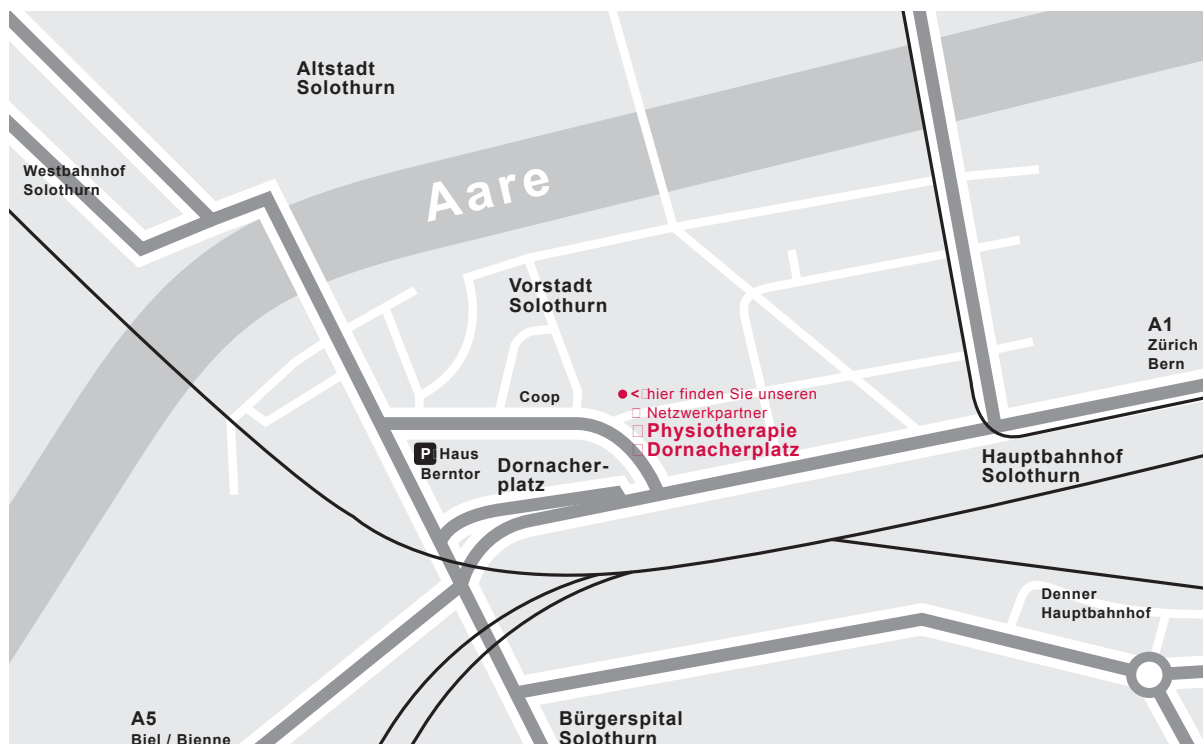 Altstadt
Solothurn
Westbahnhof
Solothurn
Aare
Vorstadt
Solothurn
A1
Zürich
Bern
Coop
< hier finden Sie unseren
Netzwerkpartner
Physiotherapie
Dornacherplatz
P Haus
Berntor
Dornacher-
platz
Hauptbahnhof
Solothurn
Denner
Hauptbahnhof
A5
Biel / Bienne
Bürgerspital
Solothurn